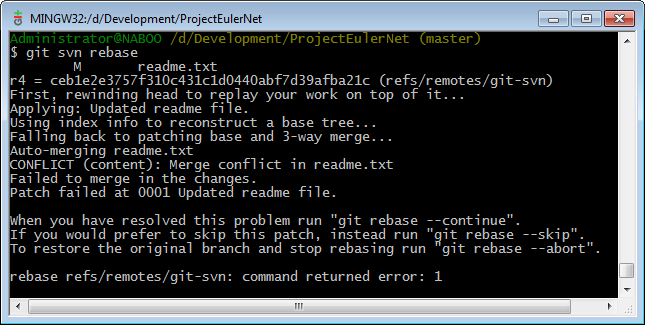 MINGW32:/d/Development/ProjectEulerNet
Administrator@NABOO /d/Development/ProjectEulerNet (master)
$ git svn rebase
        M       readme.txt
r4 = ceb1e2e3757f310c431c1d0440abf7d39afba21c (refs/remotes/git-svn)
First, rewinding head to replay your work on top of it...
Applying: Updated readme file.
Using index info to reconstruct a base tree...
Falling back to patching base and 3-way merge...
Auto-merging readme.txt
CONFLICT (content): Merge conflict in readme.txt
Failed to merge in the changes.
Patch failed at 0001 Updated readme file.
When you have resolved this problem run "git rebase --continue".
If you would prefer to skip this patch, instead run "git rebase --skip".
To restore the original branch and stop rebasing run "git rebase --abort".
rebase refs/remotes/git-svn: command returned error: 1